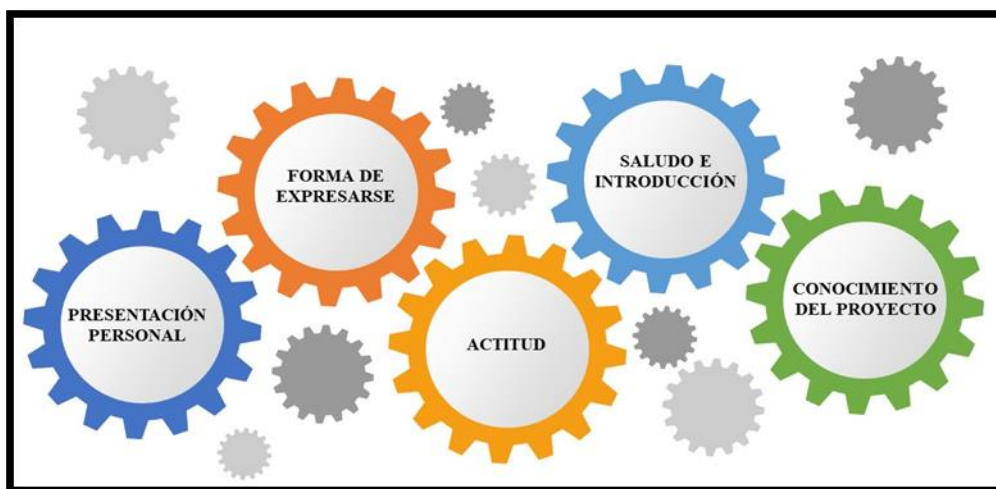 PRESENTACIÓN
PERSONAL
FORMA DE
EXPRESARSE
ACTITUD
SALUDO E
INTRODUCCIÓN
CONOCIMIENTO
DEL PROYECTO